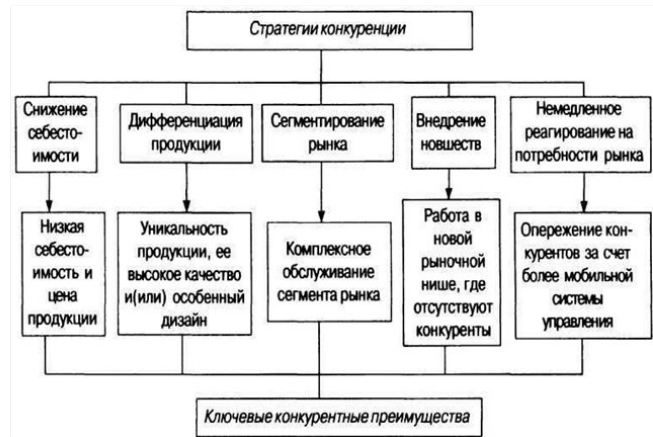 Стратегии конкуренции
Снижение
себесто-
имости
Дифференциация
продукции
Сегментирование
рынка
Внедрение
новшеств
Немедленное
реагирование на
потребности рынка
Низкая
себесто-
имость и
цена
продукции
Уникальность
продукции, ее
высокое качество
и(или) особенный
дизайн
Комплексное
обслуживание
сегмента рынка
Работа в
новой
рыночной
нише, где
отсутствуют
конкуренты
Опережение кон-
курентов за счет
более мобильной
системы
управления
Ключевые конкурентные преимущества